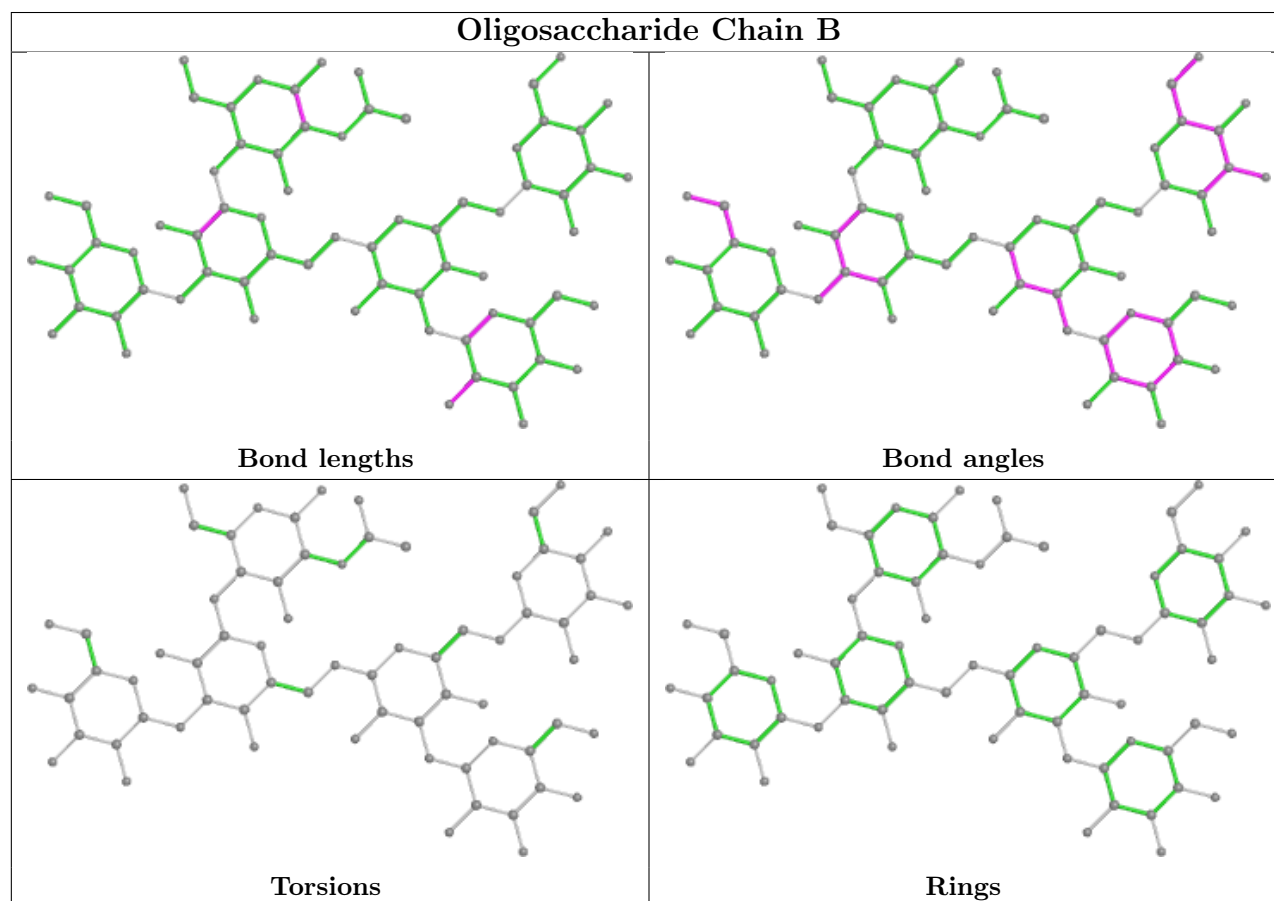 Oligosaccharide Chain B
Bond lengths
Bond angles
Torsions
Rings